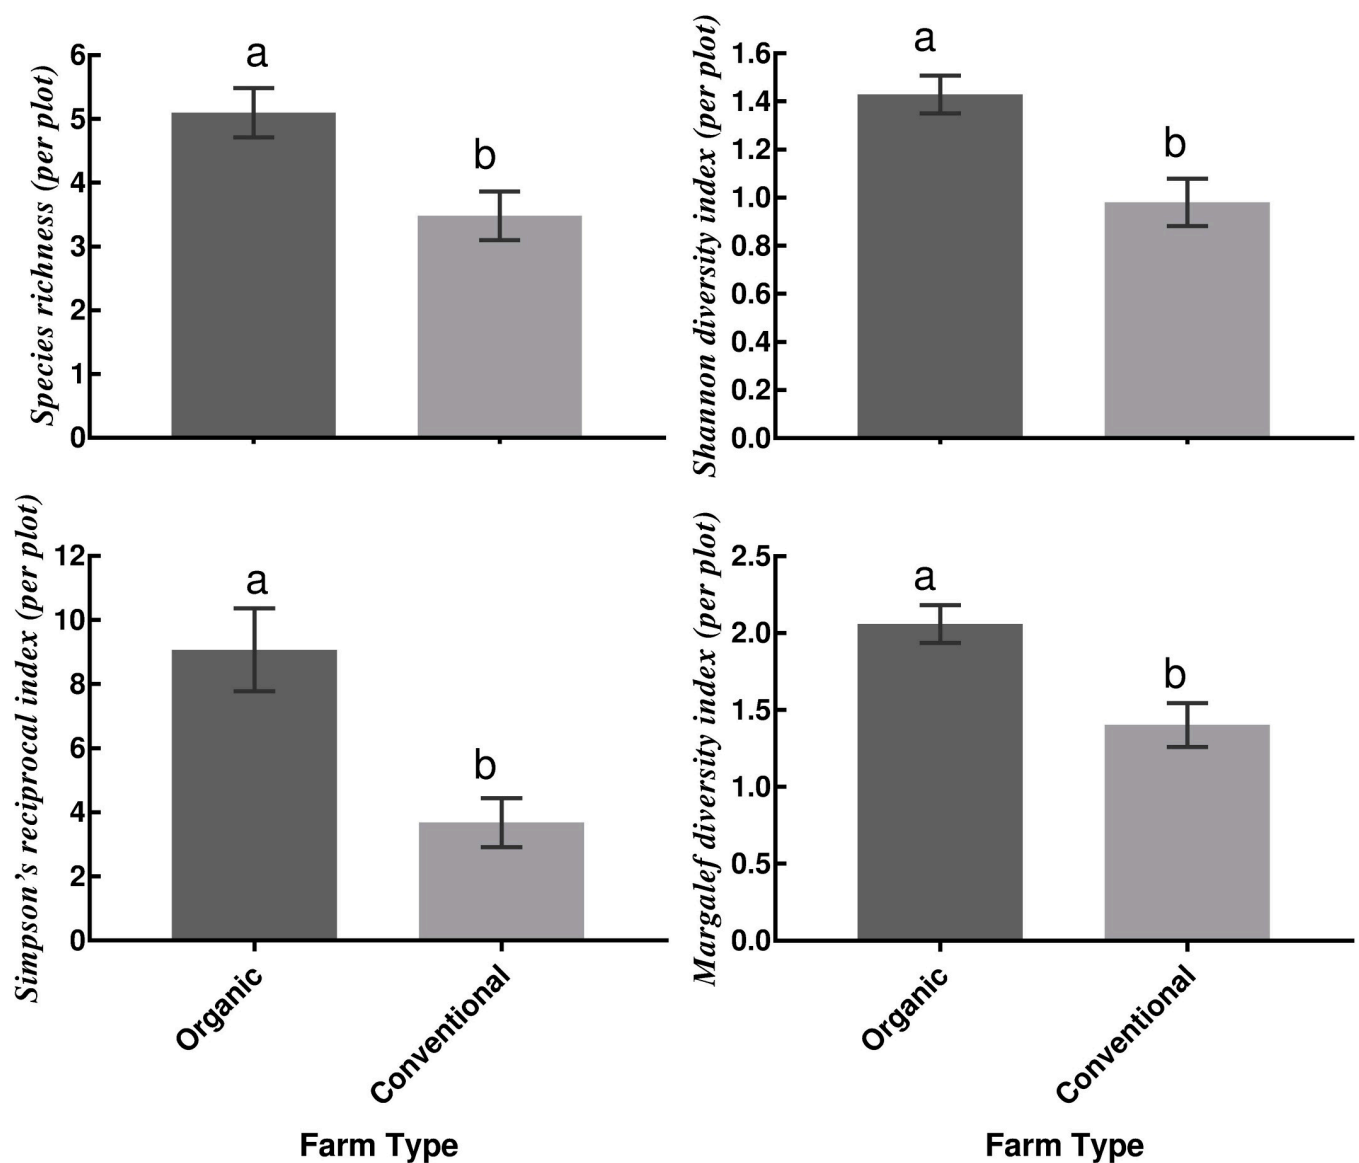 Species richness (per plot)
6
5
4
3
2
1
0
a
b
Shannon diversity index (per plot)
1.6
1.4
1.2
1.0
0.8
0.6
0.4
0.2
0.0
a
b
Simpson's reciprocal index (per plot)
12
10
8
6
4
2
0
a
b
Organic
Conventional
Farm Type
Margalef diversity index (per plot)
2.5
2.0
1.5
1.0
0.5
0.0
a
b
Organic
Conventional
Farm Type